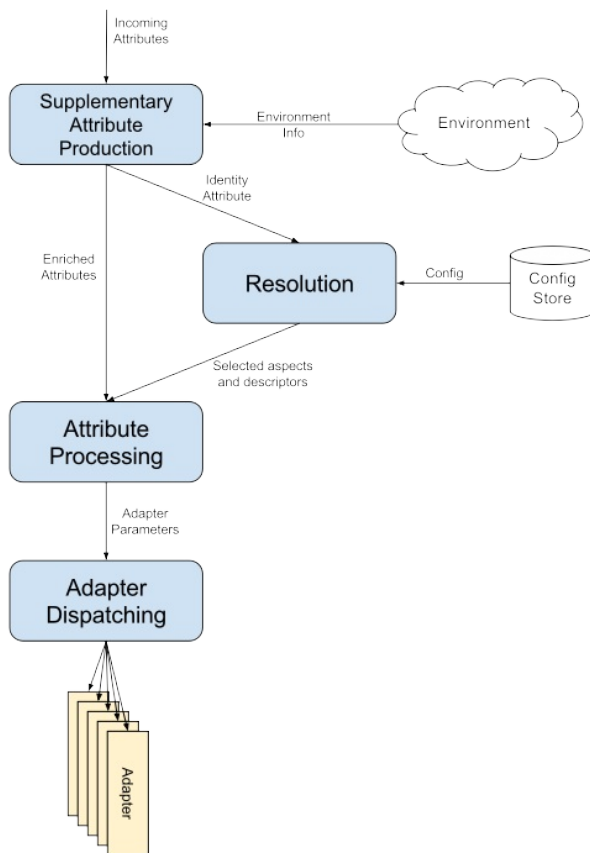 Incoming
Attributes
Supplementary
Attribute
Production
Environment
Info
Environment
Identity
Attribute
Enriched
Attributes
Resolution
Config
Config
Store
Selected aspects
and descriptors
Attribute
Processing
Adapter
Parameters
Adapter
Dispatching
Adapter